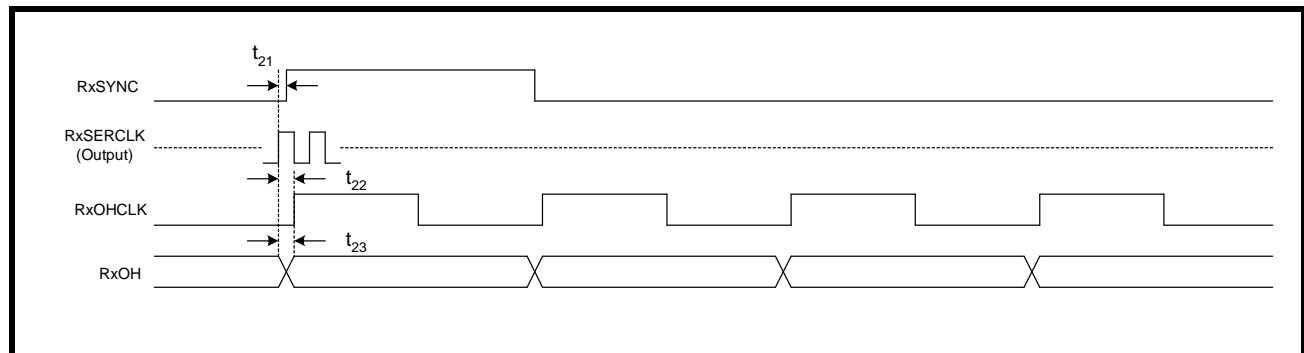 t21
RxSYNC
RxSERCLK
(Output)
t22
RxOHCLK
t23
RxOH